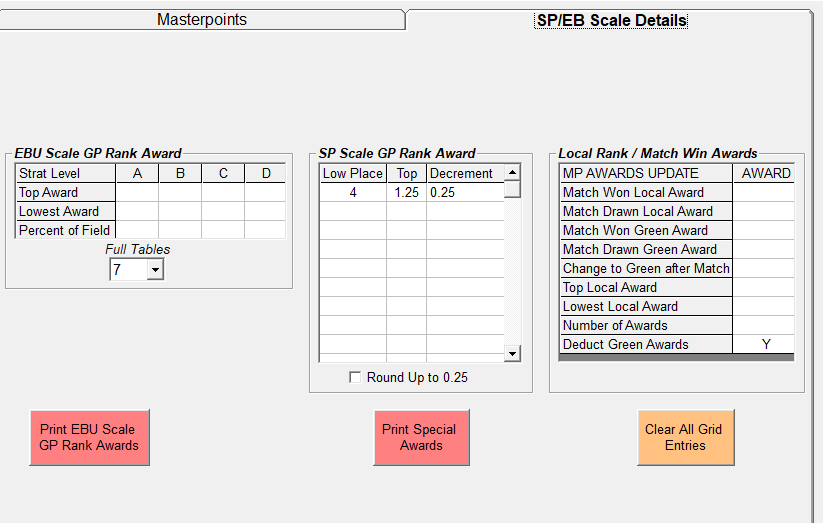 Masterpoints
SP/EB Scale Details
EBU Scale GP Rank Award
Strat Level A B C D
Top Award
Lowest Award
Percent of Field
Full Tables
7
SP Scale GP Rank Award
Low Place Top Decrement
4 1.25 0.25
Round Up to 0.25
Local Rank / Match Win Awards
MP AWARDS UPDATE AWARD
Match Won Local Award
Match Drawn Local Award
Match Won Green Award
Match Drawn Green Award
Change to Green after Match
Top Local Award
Lowest Local Award
Number of Awards
Deduct Green Awards Y
Print EBU Scale
GP Rank Awards
Print Special
Awards
Clear All Grid
Entries